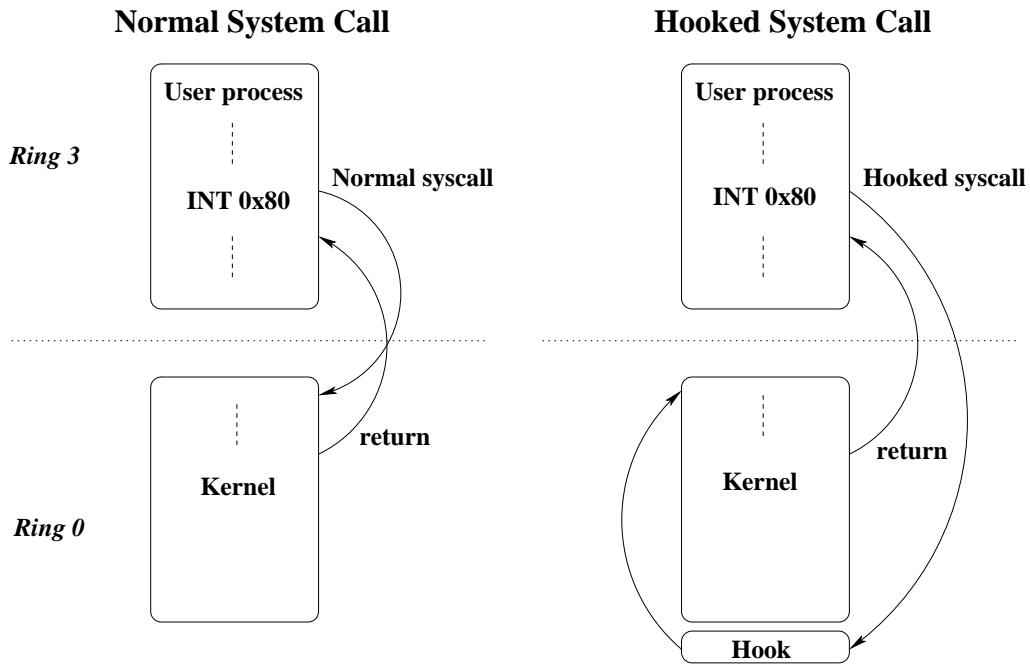 Normal System Call
User process
Ring 3
Normal syscall
INT 0x80
return
Kernel
Ring 0
Hooked System Call
User process
Hooked syscall
INT 0x80
return
Kernel
Hook